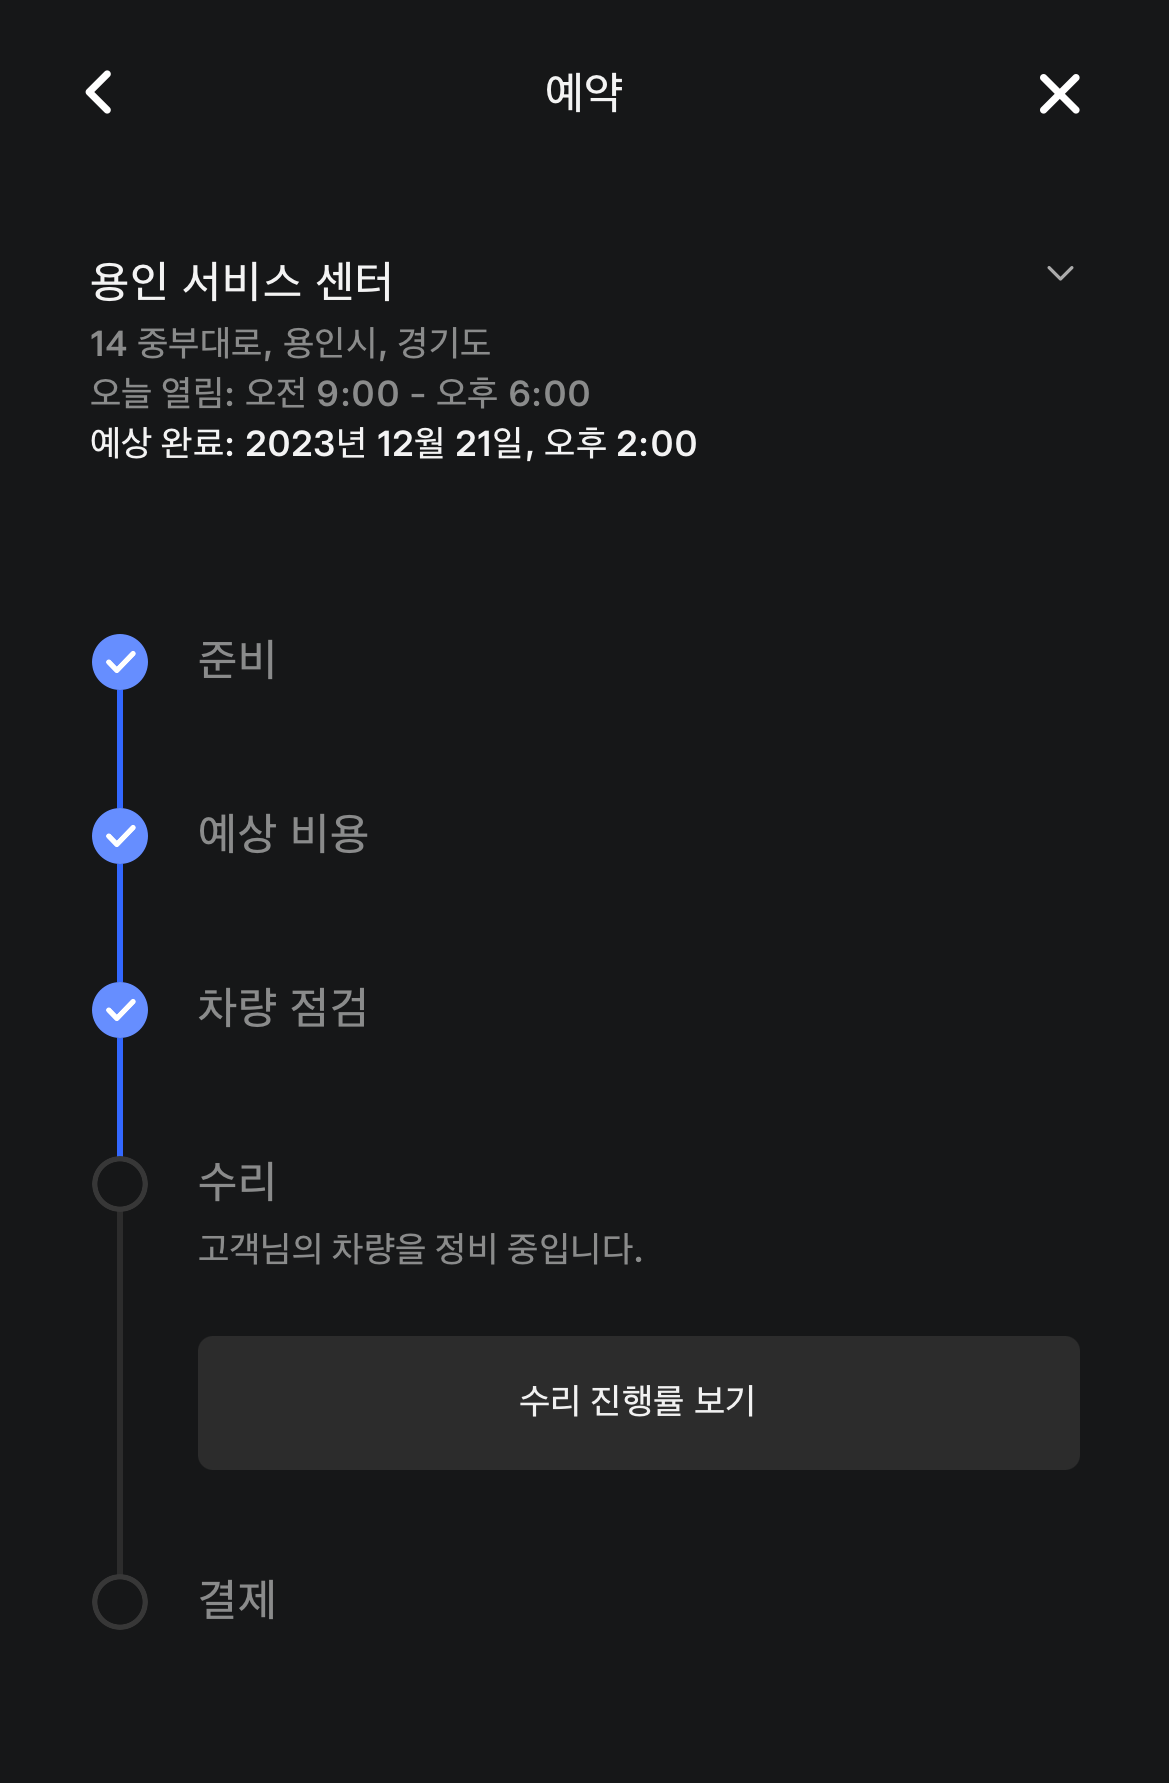 예약
용인 서비스 센터
14 중부대로, 용인시, 경기도
오늘 열림: 오전 9:00 - 오후 6:00
예상 완료: 2023년 12월 21일, 오후 2:00
준비
예상 비용
차량 점검
수리
고객님의 차량을 정비 중입니다.
수리 진행률 보기
결제